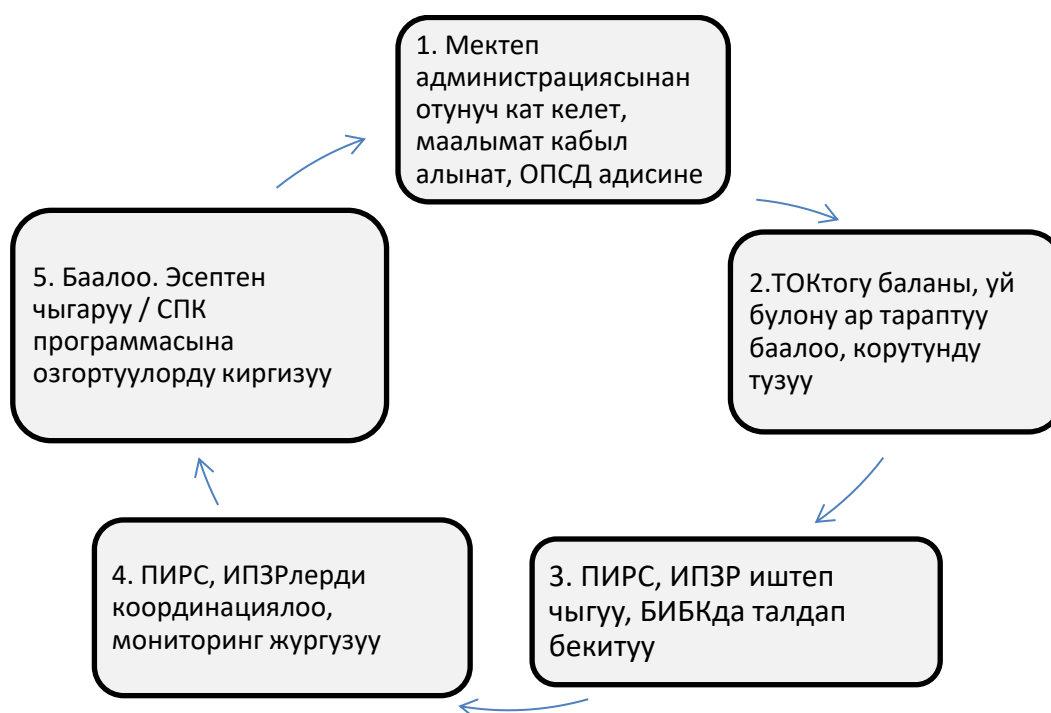 1. Мектеп
администрациясынан
отунуч кат келет,
маалымат кабыл
алынат, ОПСД адисине
2.ТОКтогу баланы, уй
булону ар тараптуу
баалоо, корутунду
тузуу
3. ПИРС, ИПЗР иштеп
чыгуу, БИБКда талдап
бекитуу
4. ПИРС, ИПЗРлерди
координациялоо,
мониторинг жургузуу
5. Баалоо. Эсептен
чыгаруу / СПК
программасына
озгортуулорду киргизуу